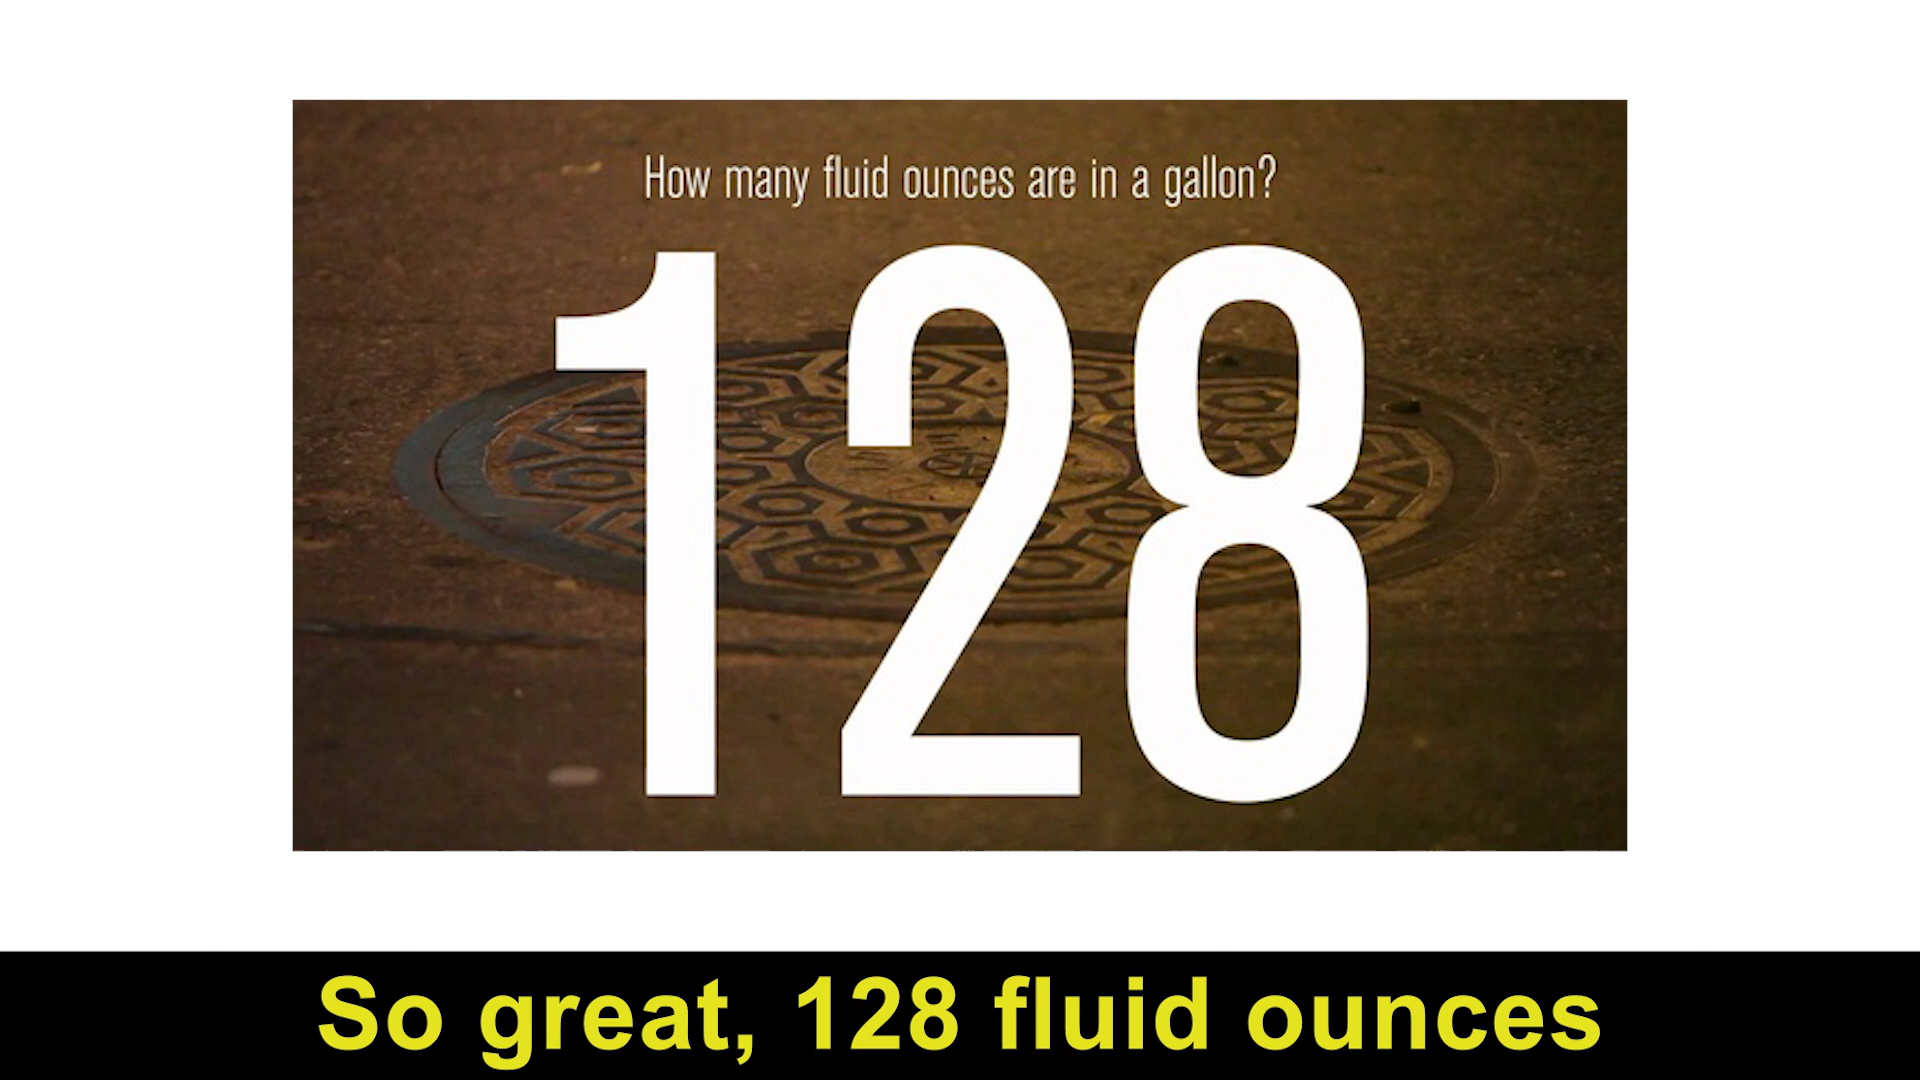 How many fluid ounces are in a gallon?
128
So great, 128 fluid ounces